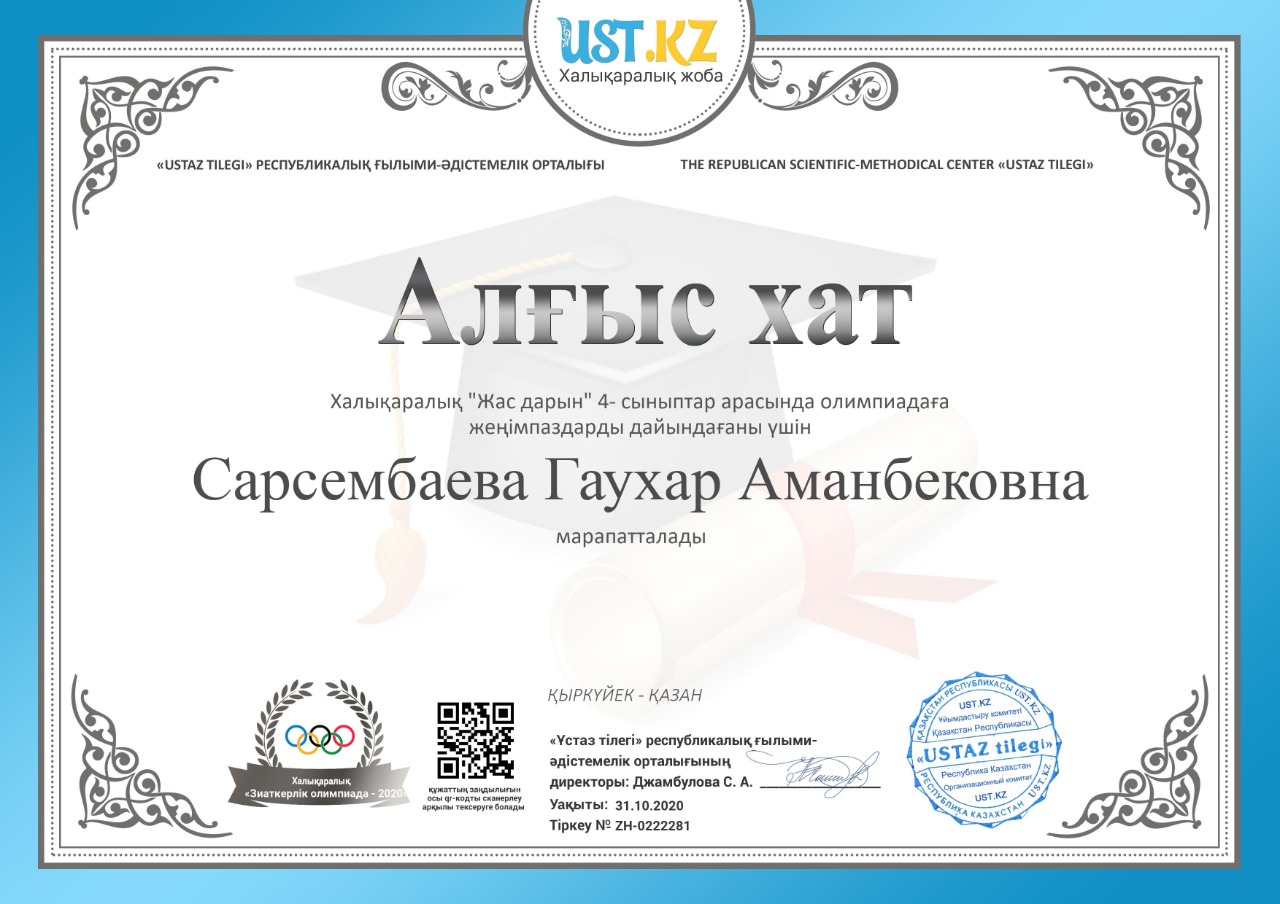 UST.KZ
Халықаралық жоба
«USTAZ TILEGI» РЕСПУБЛИКАЛЫҚ ҒЫЛЫМИ-ӘДІСТЕМЕЛІК ОРТАЛЫҒЫ
THE REPUBLICAN SCIENTIFIC-METHODICAL CENTER «USTAZ TILEGI»
Алғыс хат
Халықаралық "Жас дарын" 4- сыныптар арасында олимпиадаға
жеңімпаздарды дайындағаны үшін
Сарсембаева Гаухар Аманбековна
марапатталады
Халықаралық
«Зиаткерлік олимпиада - 2020
құжаттың заңдылығын
осы qr-кодты сканерлеу
арқылы тексеруге болады
ҚЫРКҮЙЕК - ҚАЗАН
«Ұстаз тілегі» республикалық ғылыми-
әдістемелік орталығының
директоры: Джамбулова С. А.
Уақыты: 31.10.2020
Тіркеу № ZH-0222281
ҚАЗАҚСТАН РЕСПУБЛИКАСЫ UST.KZ
UST.KZ
Ұйымдастыру комитеті
Қазақстан Республикасы
«USTAZ tilegi»
Республика Казахстан
Организационный комитет
UST.KZ
РЕСПУБЛИКА КАЗАХСТАН UST.KZ